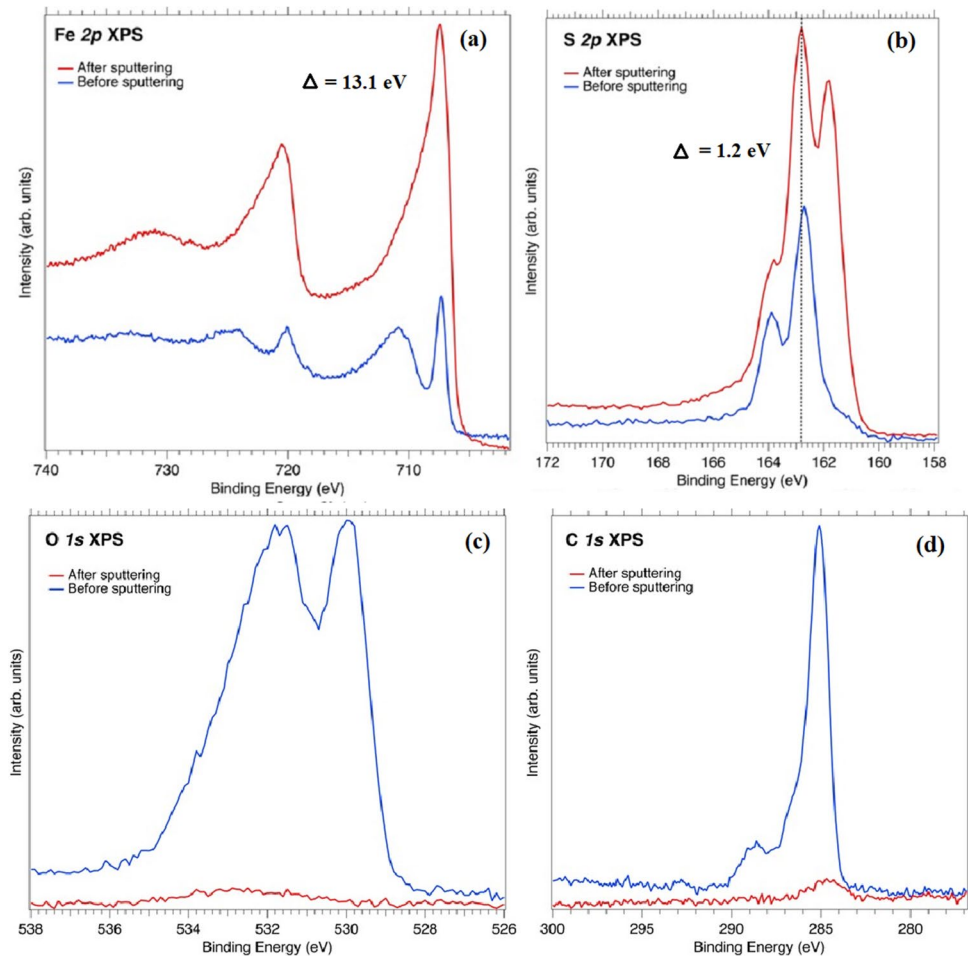 Fe 2p XPS
(a)
After sputtering
Before sputtering
Δ = 13.1 eV
Intensity (arb. units)
740 730 720 710
Binding Energy (eV)
S 2p XPS
(b)
After sputtering
Before sputtering
Δ = 1.2 eV
Intensity (arb. units)
172 170 168 166 164 162 160 158
Binding Energy (eV)
O 1s XPS
(c)
After sputtering
Before sputtering
Intensity (arb. units)
538 536 534 532 530 528 526
Binding Energy (eV)
C 1s XPS
(d)
After sputtering
Before sputtering
Intensity (arb. units)
300 295 290 285 280
Binding Energy (eV)